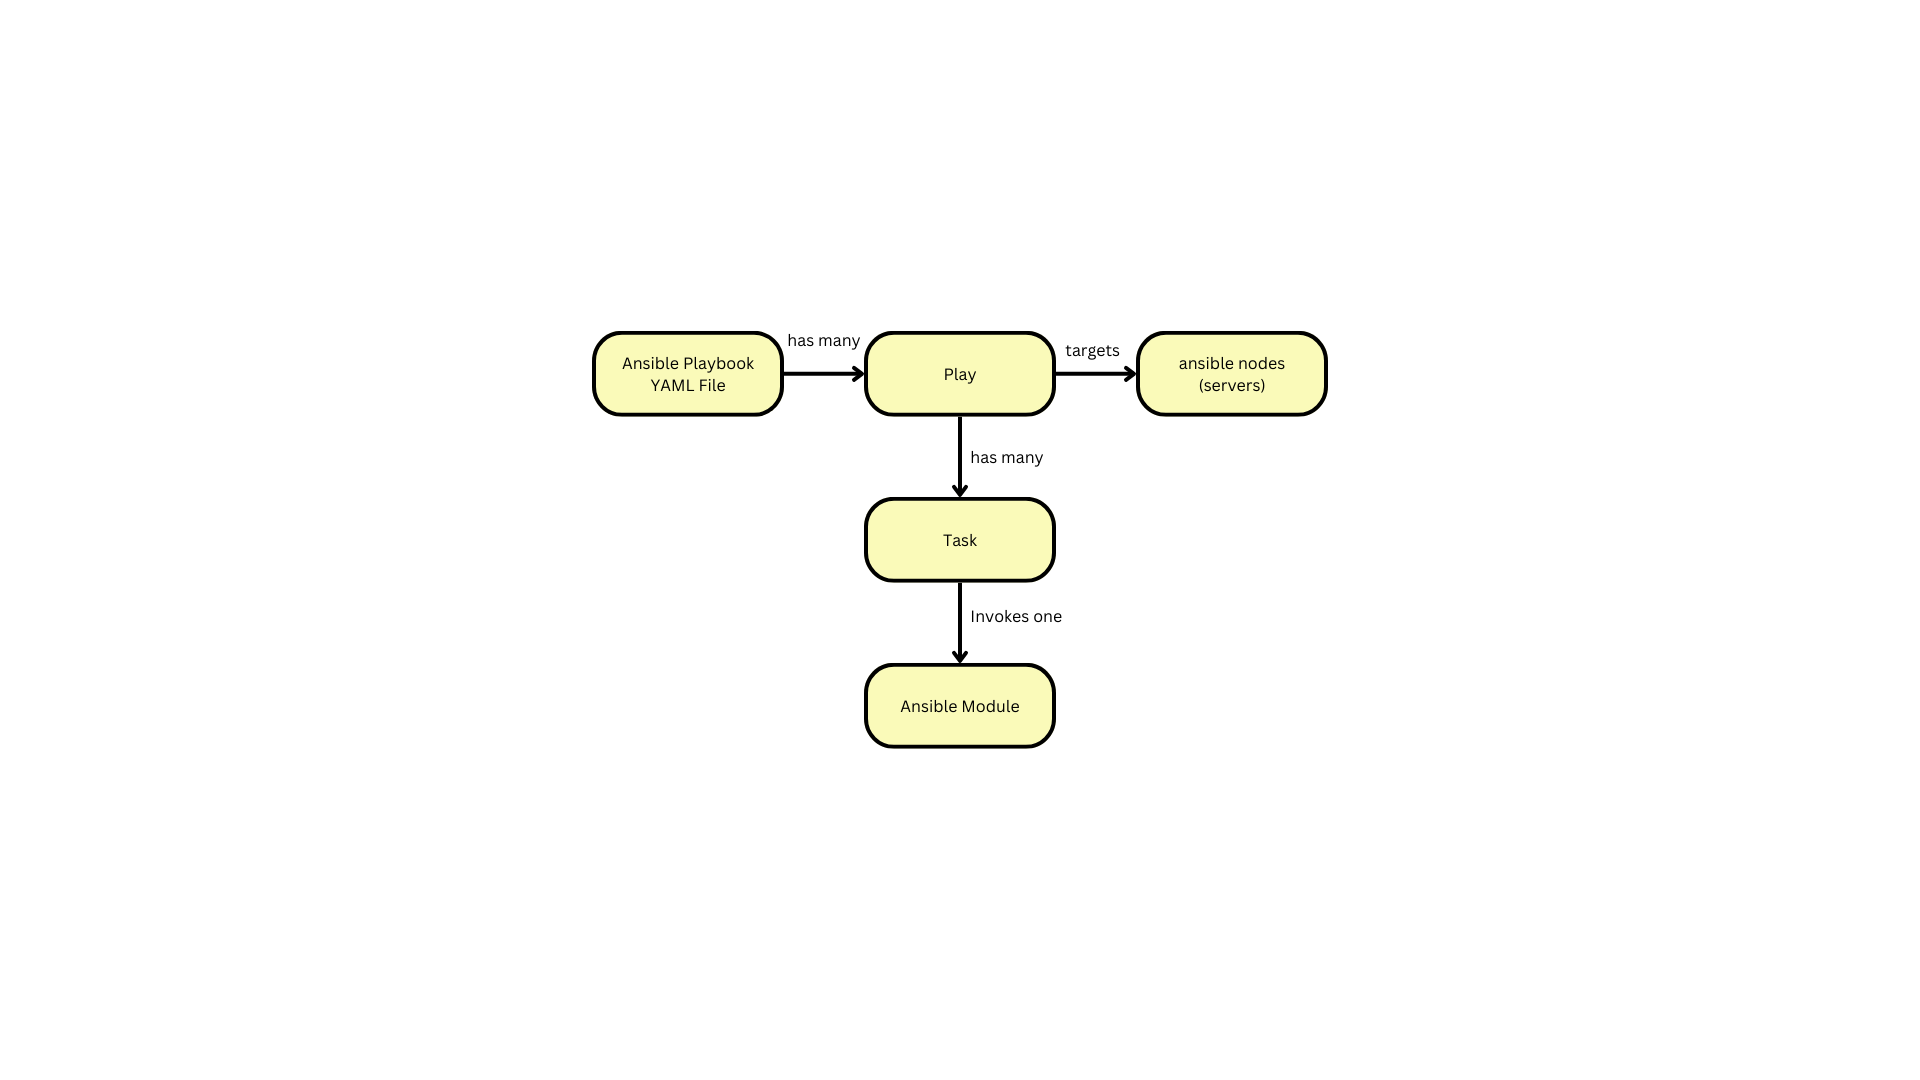 Ansible Playbook
YAML File
has many
Play
targets
ansible nodes
(servers)
has many
Task
Invokes one
Ansible Module